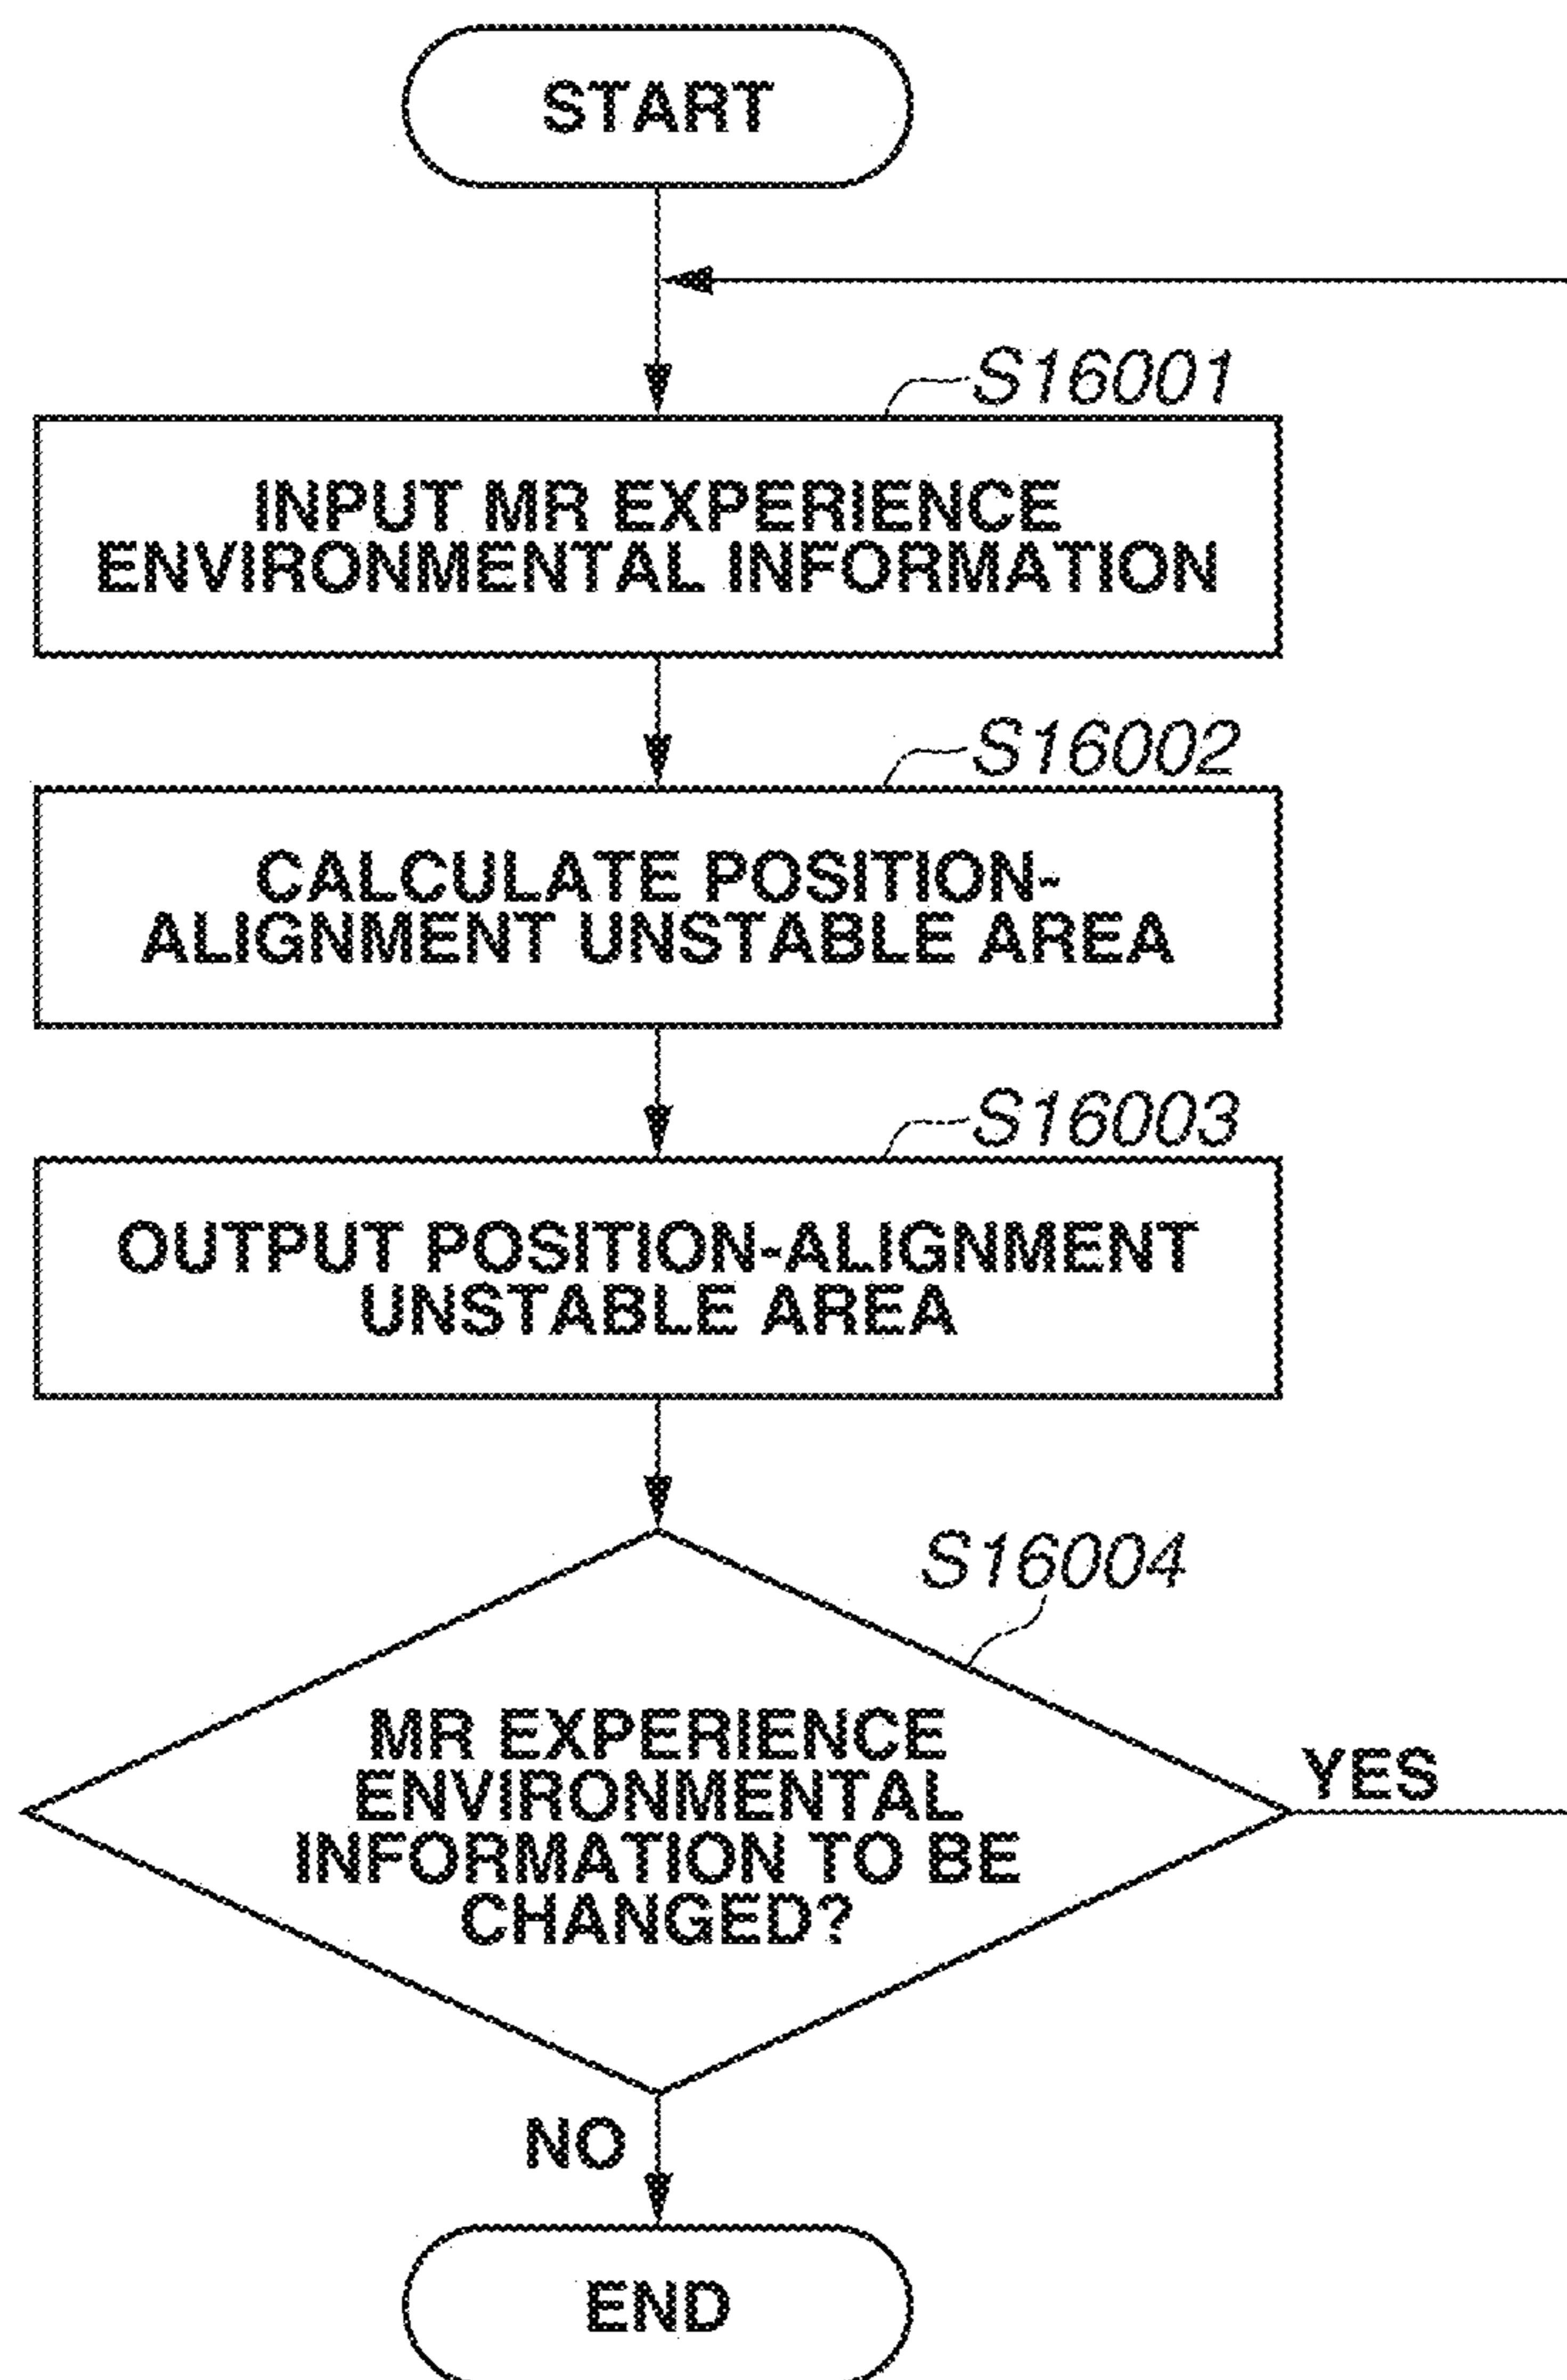 START
S16001
INPUT MR EXPERIENCE
ENVIRONMENTAL INFORMATION
S16002
CALCULATE POSITION-
ALIGNMENT UNSTABLE AREA
S16003
OUTPUT POSITION-ALIGNMENT
UNSTABLE AREA
S16004
MR EXPERIENCE
ENVIRONMENTAL
INFORMATION TO BE
CHANGED?
YES
NO
END